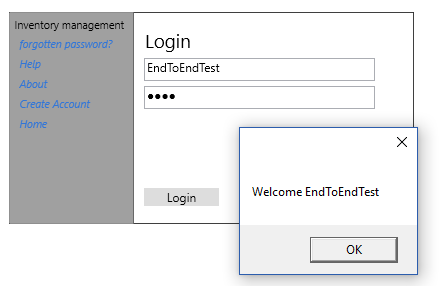 Inventory management
forgotten password?
Help
About
Create Account
Home
Login
EndToEndTest
●●●●
Login
Welcome EndToEndTest
OK